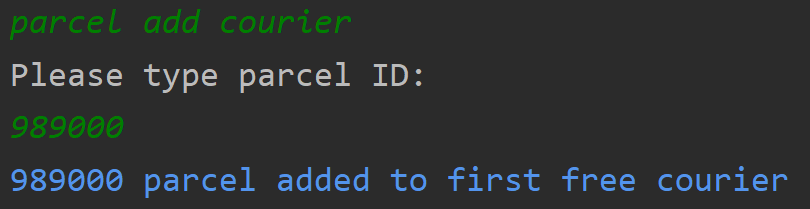 parcel add courier
Please type parcel ID:
989000
989000 parcel added to first free courier